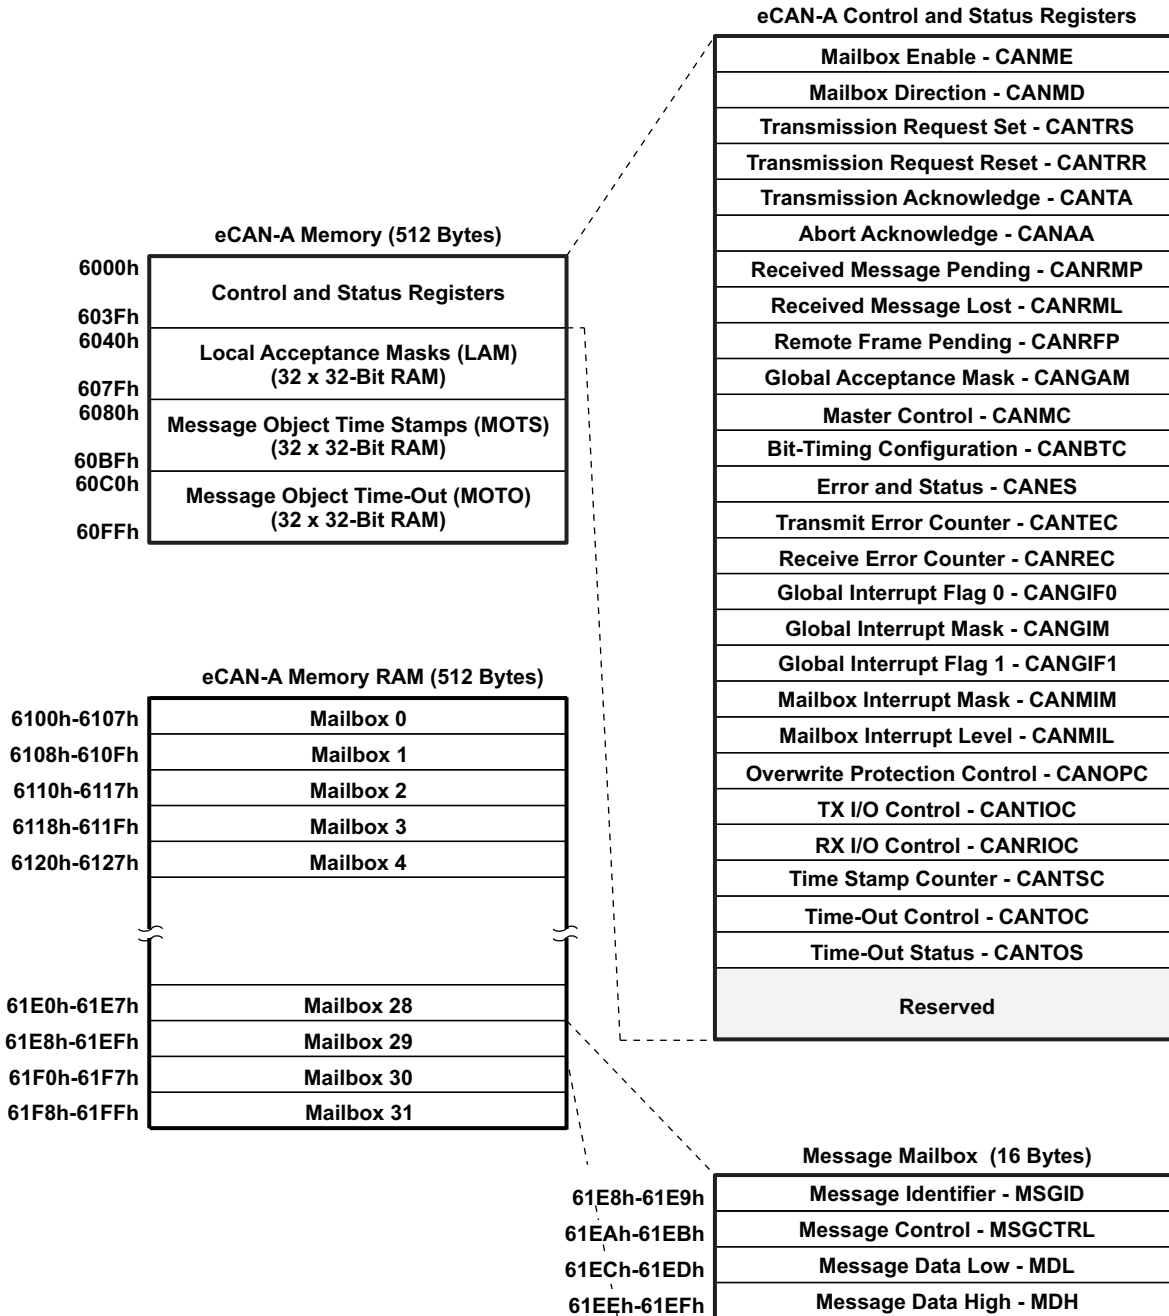 eCAN-A Control and Status Registers
Mailbox Enable - CANME
Mailbox Direction - CANMD
Transmission Request Set - CANTRS
Transmission Request Reset - CANTRR
Transmission Acknowledge - CANTA
Abort Acknowledge - CANAA
Received Message Pending - CANRMP
Received Message Lost - CANRML
Remote Frame Pending - CANRFP
Global Acceptance Mask - CANGAM
Master Control - CANMC
Bit-Timing Configuration - CANBTC
Error and Status - CANES
Transmit Error Counter - CANTEC
Receive Error Counter - CANREC
Global Interrupt Flag 0 - CANGIF0
Global Interrupt Mask - CANGIM
Global Interrupt Flag 1 - CANGIF1
Mailbox Interrupt Mask - CANMIM
Mailbox Interrupt Level - CANMIL
Overwrite Protection Control - CANOPC
TX I/O Control - CANTIOC
RX I/O Control - CANRIOC
Time Stamp Counter - CANTSC
Time-Out Control - CANTOC
Time-Out Status - CANTOS
Reserved
eCAN-A Memory (512 Bytes)
6000h
Control and Status Registers
603Fh
6040h
Local Acceptance Masks (LAM)
(32 x 32-Bit RAM)
607Fh
6080h
Message Object Time Stamps (MOTS)
(32 x 32-Bit RAM)
60BFh
60C0h
Message Object Time-Out (MOTO)
(32 x 32-Bit RAM)
60FFh
eCAN-A Memory RAM (512 Bytes)
6100h-6107h Mailbox 0
6108h-610Fh Mailbox 1
6110h-6117h Mailbox 2
6118h-611Fh Mailbox 3
6120h-6127h Mailbox 4
61E0h-61E7h Mailbox 28
61E8h-61EFh Mailbox 29
61F0h-61F7h Mailbox 30
61F8h-61FFh Mailbox 31
Message Mailbox (16 Bytes)
61E8h-61E9h Message Identifier - MSGID
61EAh-61EBh Message Control - MSGCTRL
61ECh-61EDh Message Data Low - MDL
61EEh-61EFh Message Data High - MDH